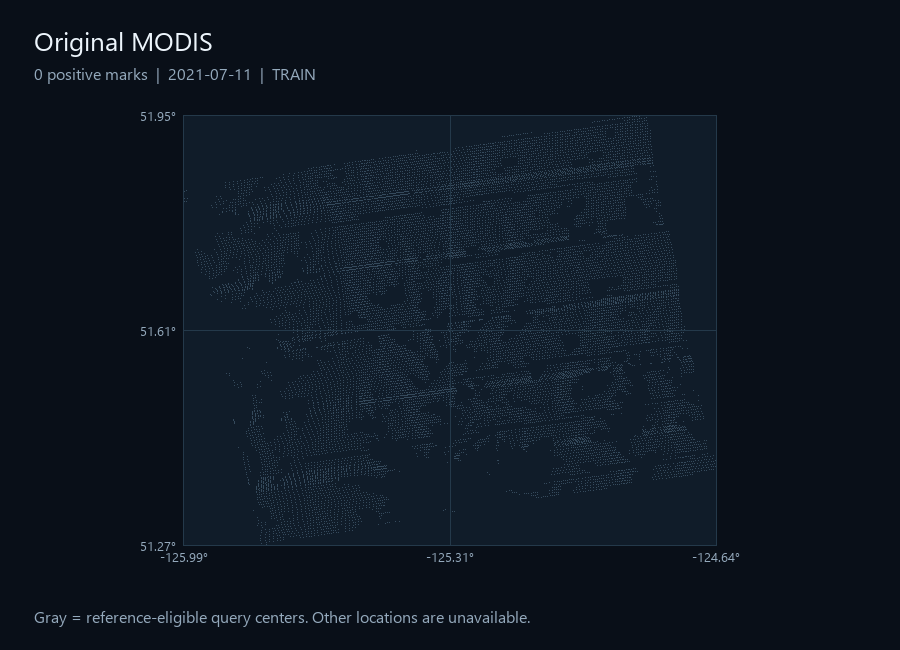 Original MODIS
0 positive marks | 2021-07-11 | TRAIN
51.95°
51.61°
51.27°
-125.99°
-125.31°
-124.64°
Gray = reference-eligible query centers. Other locations are unavailable.